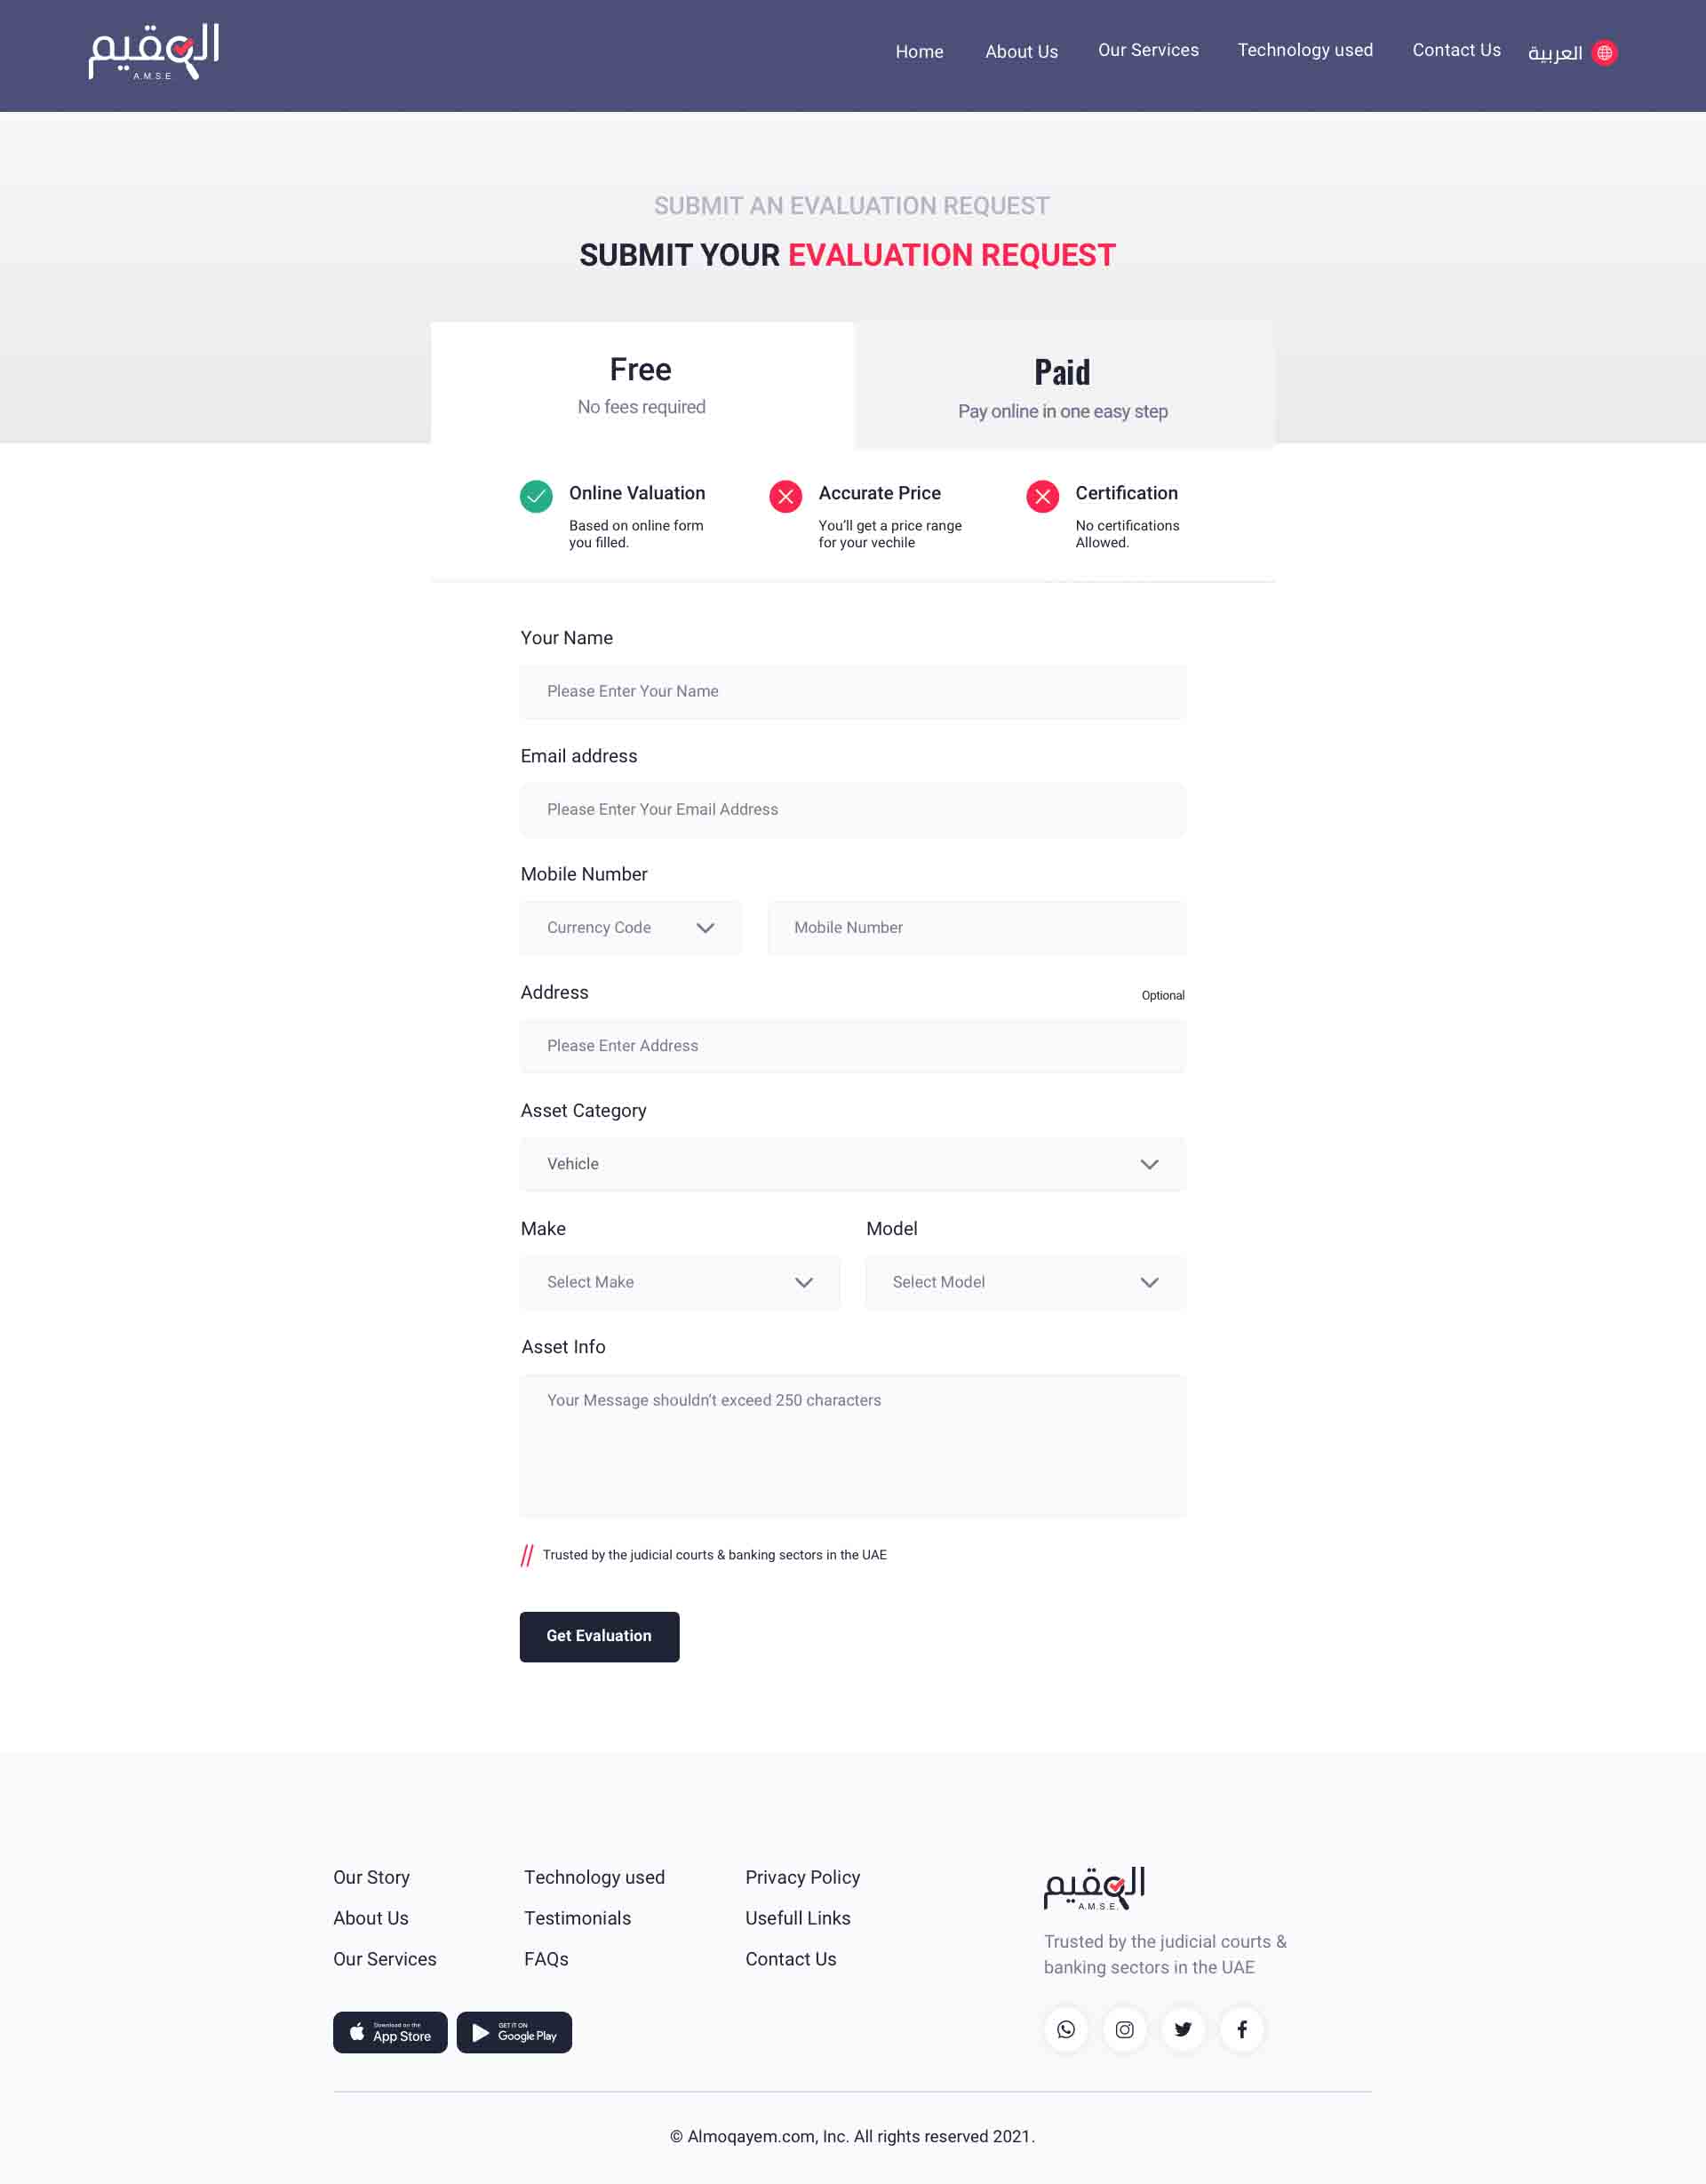 المقيم
A.M.S.E
Home About Us Our Services Technology used Contact Us العربية
SUBMIT AN EVALUATION REQUEST
SUBMIT YOUR EVALUATION REQUEST
Free
No fees required
Paid
Pay online in one easy step
Online Valuation
Based on online form
you filled.
Accurate Price
You’ll get a price range
for your vechile
Certification
No certifications
Allowed.
Your Name
Please Enter Your Name
Email address
Please Enter Your Email Address
Mobile Number
Currency Code Mobile Number
Address Optional
Please Enter Address
Asset Category
Vehicle
Make Model
Select Make Select Model
Asset Info
Your Message shouldn’t exceed 250 characters
// Trusted by the judicial courts & banking sectors in the UAE
Get Evaluation
Our Story
About Us
Our Services
Technology used
Testimonials
FAQs
Privacy Policy
Usefull Links
Contact Us
Download on the
App Store
GET IT ON
Google Play
المقيم
A.M.S.E.
Trusted by the judicial courts &
banking sectors in the UAE
© Almoqayem.com, Inc. All rights reserved 2021.